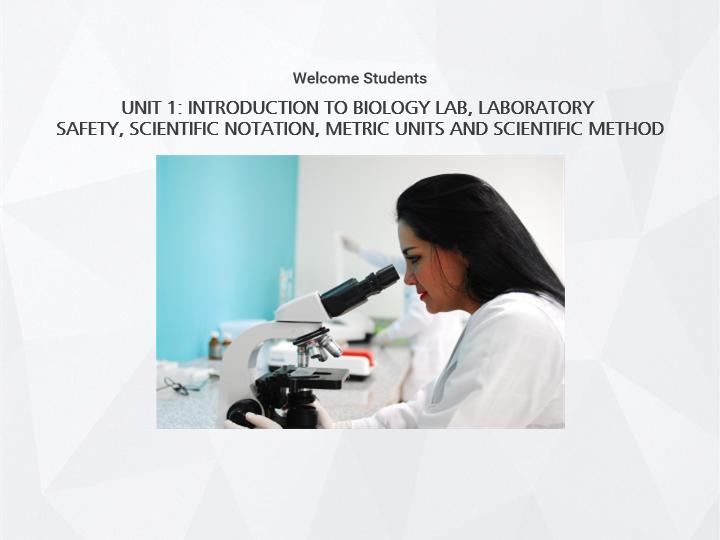 Welcome Students
UNIT 1: INTRODUCTION TO BIOLOGY LAB, LABORATORY
SAFETY, SCIENTIFIC NOTATION, METRIC UNITS AND SCIENTIFIC METHOD